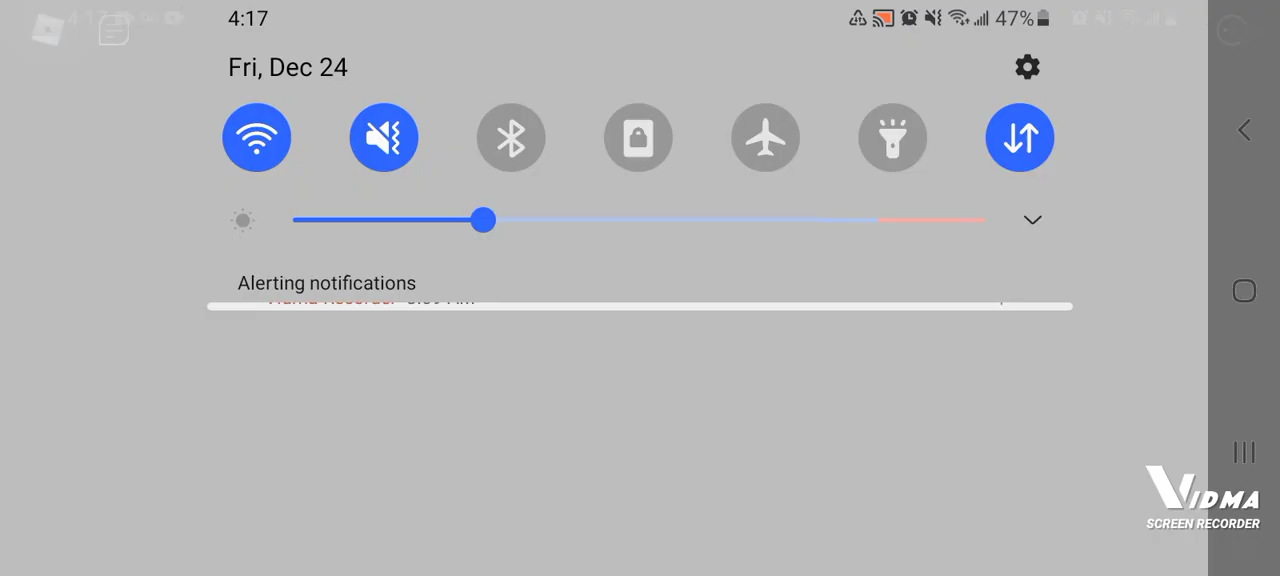 4:17
47%
Fri, Dec 24
Alerting notifications
VIDMA
SCREEN RECORDER